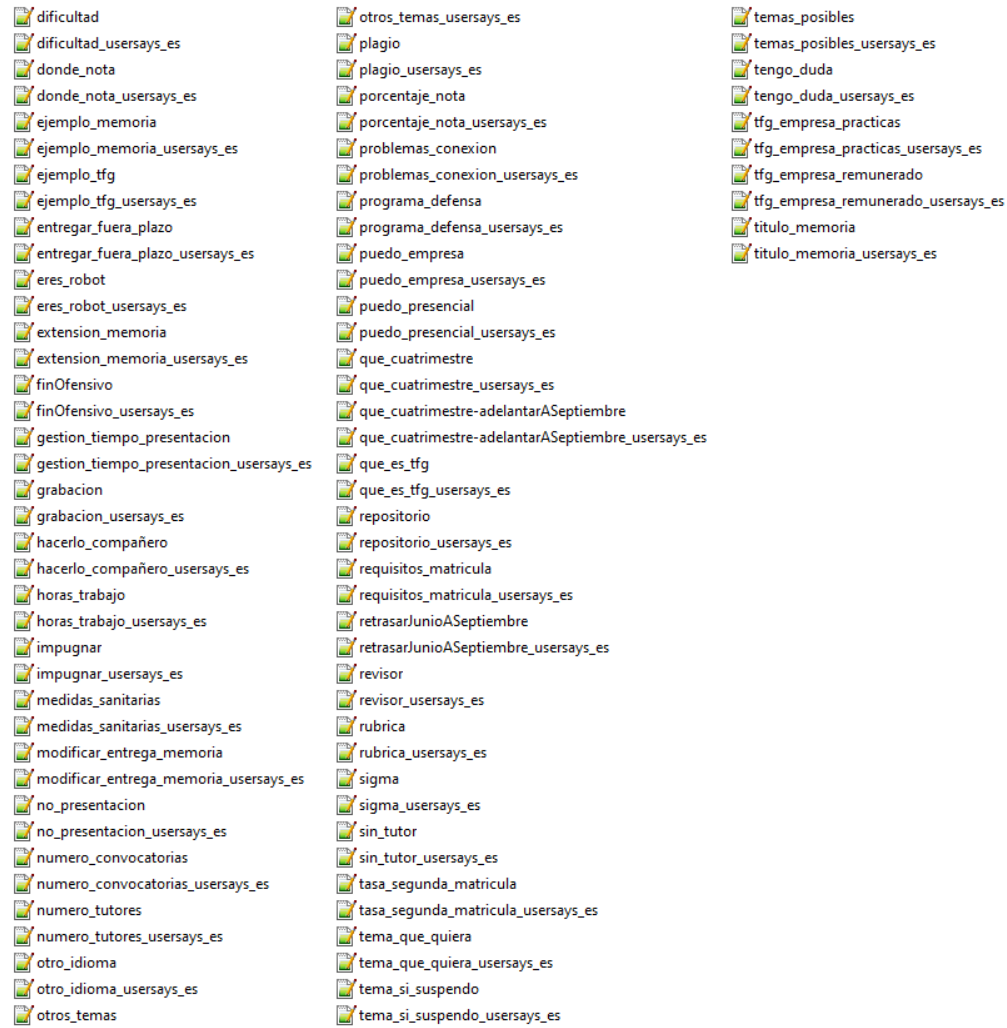 dificultad
dificultad_usersays_es
donde_nota
donde_nota_usersays_es
ejemplo_memoria
ejemplo_memoria_usersays_es
ejemplo_tfg
ejemplo_tfg_usersays_es
entregar_fuera_plazo
entregar_fuera_plazo_usersays_es
eres_robot
eres_robot_usersays_es
extension_memoria
extension_memoria_usersays_es
finOfensivo
finOfensivo_usersays_es
gestion_tiempo_presentacion
gestion_tiempo_presentacion_usersays_es
grabacion
grabacion_usersays_es
hacerlo_compañero
hacerlo_compañero_usersays_es
horas_trabajo
horas_trabajo_usersays_es
impugnar
impugnar_usersays_es
medidas_sanitarias
medidas_sanitarias_usersays_es
modificar_entrega_memoria
modificar_entrega_memoria_usersays_es
no_presentacion
no_presentacion_usersays_es
numero_convocatorias
numero_convocatorias_usersays_es
numero_tutores
numero_tutores_usersays_es
otro_idioma
otro_idioma_usersays_es
otros_temas
otros_temas_usersays_es
plagio
plagio_usersays_es
porcentaje_nota
porcentaje_nota_usersays_es
problemas_conexion
problemas_conexion_usersays_es
programa_defensa
programa_defensa_usersays_es
puedo_empresa
puedo_empresa_usersays_es
puedo_presencial
puedo_presencial_usersays_es
que_cuatrimestre
que_cuatrimestre_usersays_es
que_cuatrimestre-adelantarASeptiembre
que_cuatrimestre-adelantarASeptiembre_usersays_es
que_es_tfg
que_es_tfg_usersays_es
repositorio
repositorio_usersays_es
requisitos_matricula
requisitos_matricula_usersays_es
retrasarJunioASeptiembre
retrasarJunioASeptiembre_usersays_es
revisor
revisor_usersays_es
rubrica
rubrica_usersays_es
sigma
sigma_usersays_es
sin_tutor
sin_tutor_usersays_es
tasa_segunda_matricula
tasa_segunda_matricula_usersays_es
tema_que_quiera
tema_que_quiera_usersays_es
tema_si_suspendo
tema_si_suspendo_usersays_es
temas_posibles
temas_posibles_usersays_es
tengo_duda
tengo_duda_usersays_es
tfg_empresa_practicas
tfg_empresa_practicas_usersays_es
tfg_empresa_remunerado
tfg_empresa_remunerado_usersays_es
titulo_memoria
titulo_memoria_usersays_es